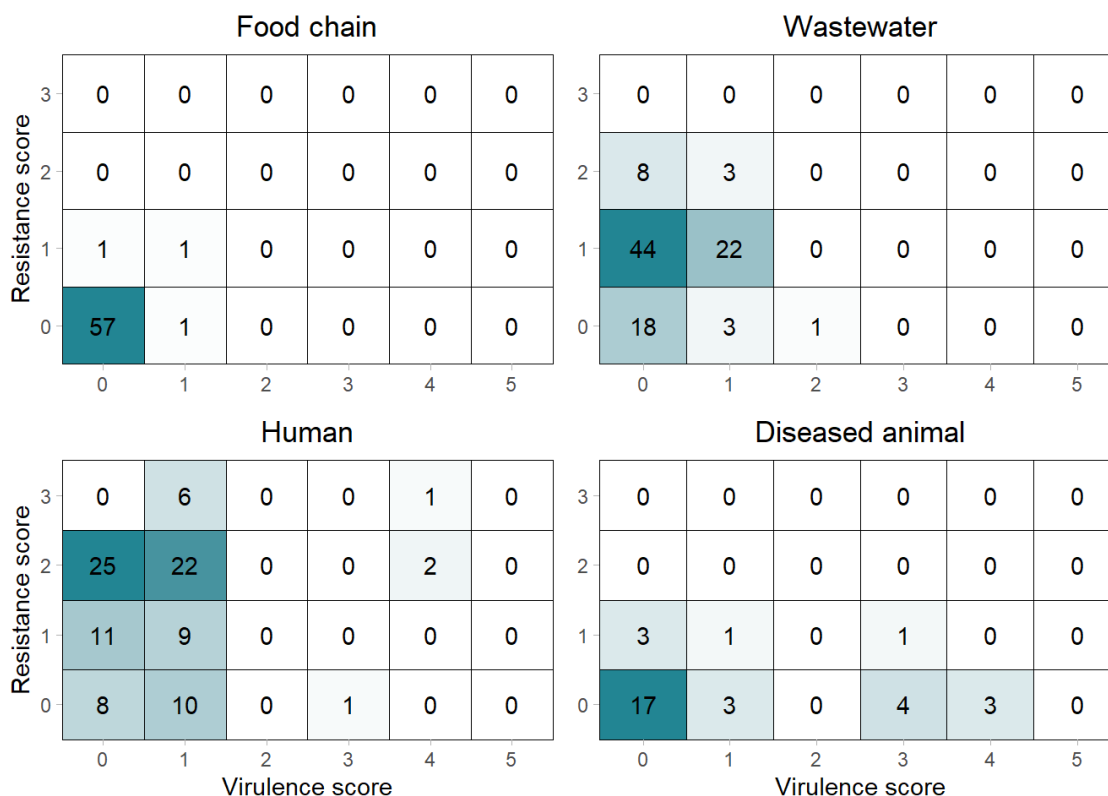 Food chain
Wastewater
Resistance score
3 0 0 0 0 0 0
2 0 0 0 0 0 0
1 1 1 0 0 0 0
0 57 1 0 0 0 0
0 1 2 3 4 5
3 0 0 0 0 0 0
2 8 3 0 0 0 0
1 44 22 0 0 0 0
0 18 3 1 0 0 0
0 1 2 3 4 5
Human
Diseased animal
Resistance score
3 0 6 0 0 1 0
2 25 22 0 0 2 0
1 11 9 0 0 0 0
0 8 10 0 1 0 0
0 1 2 3 4 5
Virulence score
3 0 0 0 0 0 0
2 0 0 0 0 0 0
1 3 1 0 1 0 0
0 17 3 0 4 3 0
0 1 2 3 4 5
Virulence score